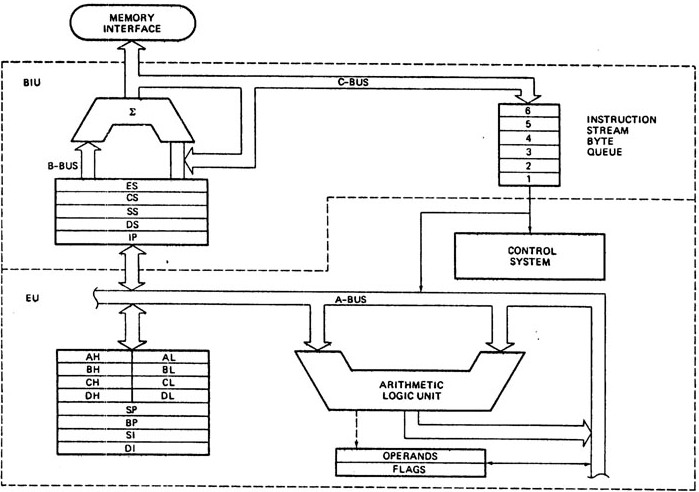 MEMORY
INTERFACE
BIU
C-BUS
Σ
B-BUS
6
5
4
3
2
1
INSTRUCTION
STREAM
BYTE
QUEUE
ES
CS
SS
DS
IP
CONTROL
SYSTEM
EU
A-BUS
AH AL
BH BL
CH CL
DH DL
SP
BP
SI
DI
ARITHMETIC
LOGIC UNIT
OPERANDS
FLAGS